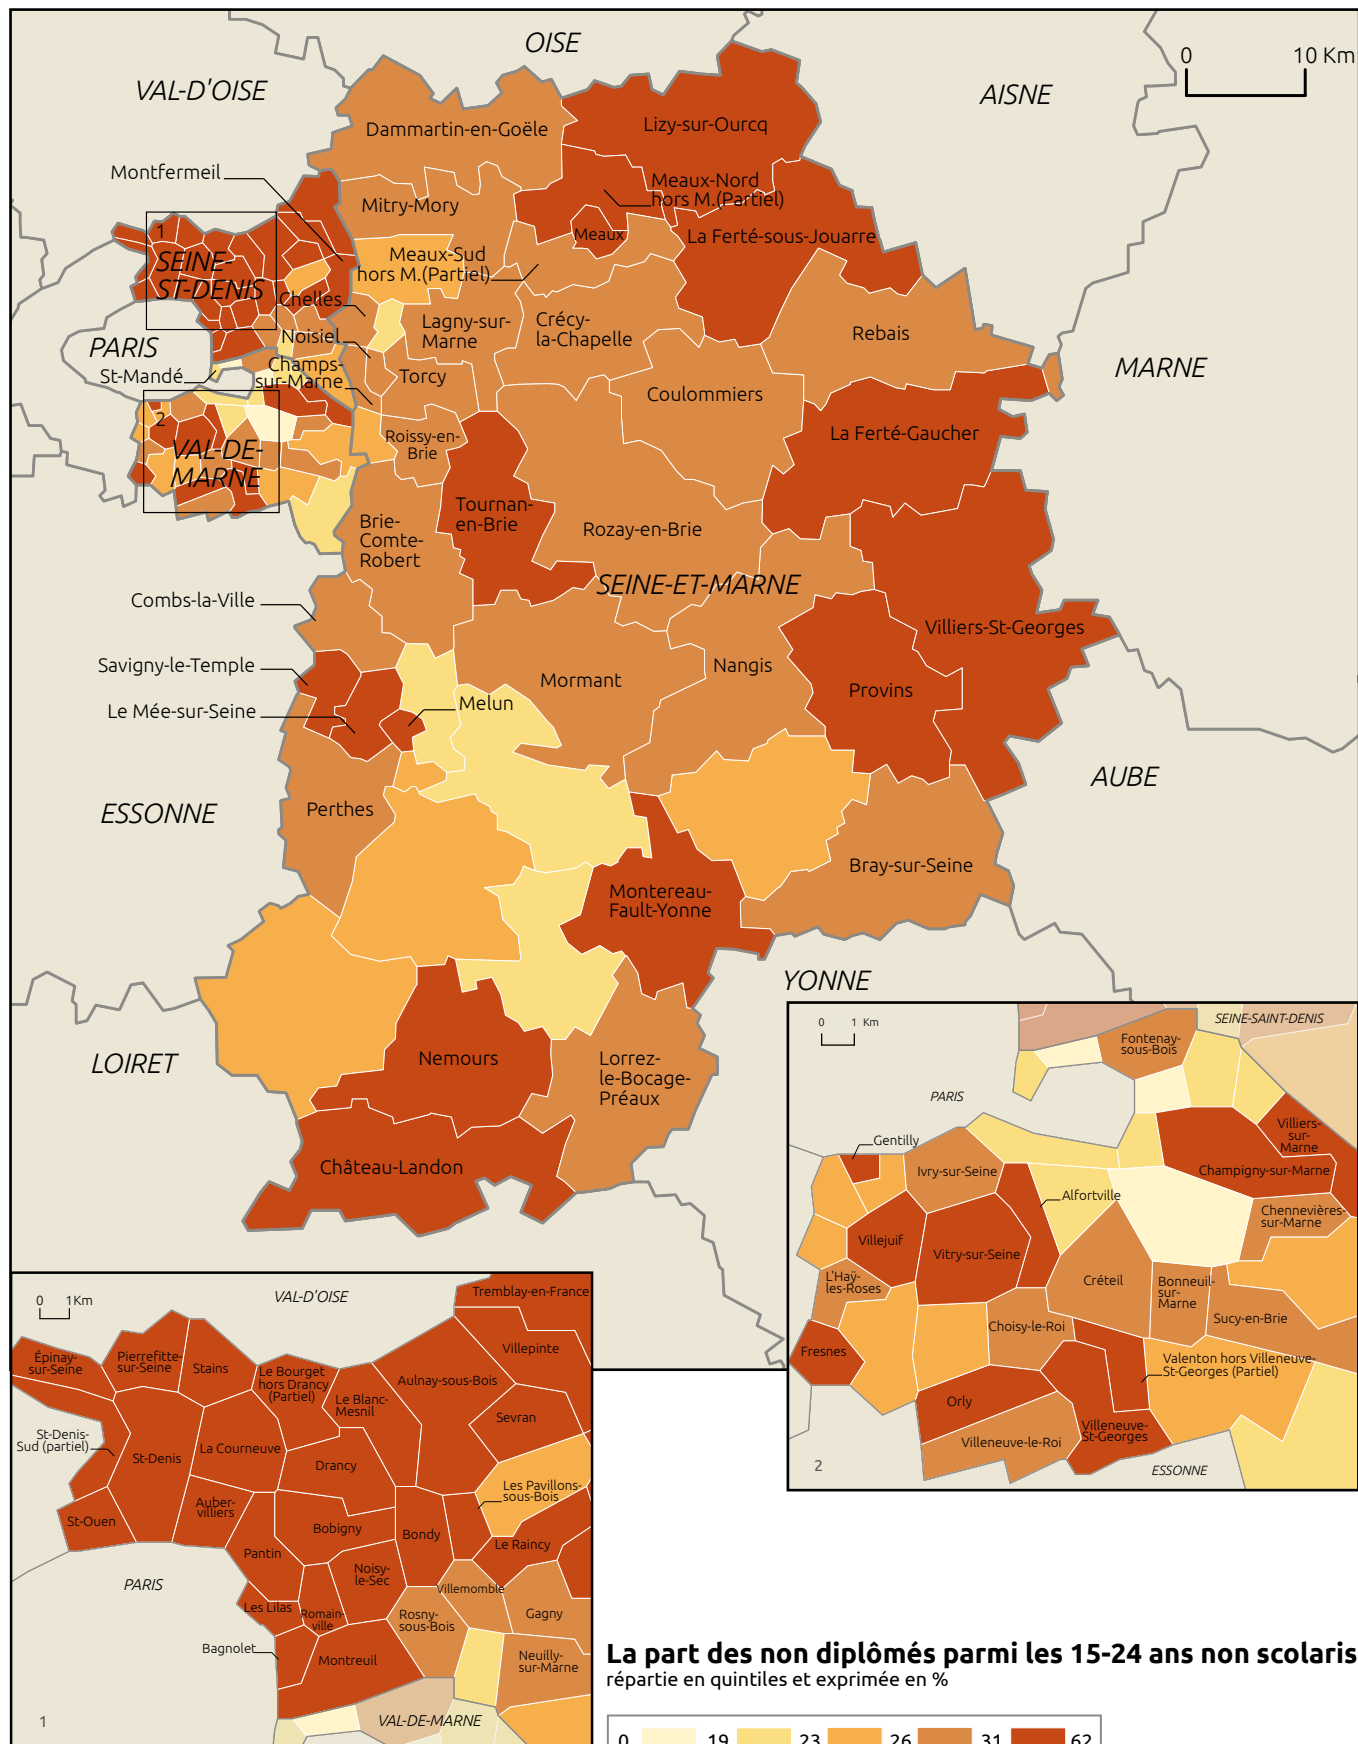 OISE
VAL-D'OISE
AISNE
0 10 Km
Dammartin-en-Goële
Lizy-sur-Ourcq
Montfermeil
Mitry-Mory
Meaux-Nord
hors M.(Partiel)
Meaux
La Ferté-sous-Jouarre
1
SEINE-
ST-DENIS
Meaux-Sud
hors M.(Partiel)
Chelles
Lagny-sur-
Marne
Crécy-
la-Chapelle
Rebais
Noisiel
PARIS
St-Mandé
Champs-
sur-Marne
Torcy
MARNE
Coulommiers
2
VAL-DE-
MARNE
Roissy-en-
Brie
La Ferté-Gaucher
Tournan-
en-Brie
Brie-
Comte-
Robert
Rozay-en-Brie
SEINE-ET-MARNE
Combs-la-Ville
Villiers-St-Georges
Savigny-le-Temple
Mormant
Nangis
Provins
Le Mée-sur-Seine
Melun
AUBE
ESSONNE
Perthes
Bray-sur-Seine
Montereau-
Fault-Yonne
YONNE
LOIRET
Nemours
Lorrez-
le-Bocage-
Préaux
Château-Landon
0 1 Km
SEINE-SAINT-DENIS
Fontenay-
sous-Bois
PARIS
Villiers-
sur-
Marne
Gentilly
Ivry-sur-Seine
Champigny-sur-Marne
Alfortville
Chennevières-
sur-Marne
Villejuif
Vitry-sur-Seine
L'Haÿ-
les-Roses
Créteil
Bonneuil-
sur-
Marne
Sucy-en-Brie
Choisy-le-Roi
Fresnes
Valenton hors Villeneuve-
St-Georges (Partiel)
Orly
Villeneuve-
St-Georges
Villeneuve-le-Roi
2
ESSONNE
0 1Km
VAL-D'OISE
Tremblay-en-France
Épinay-
sur-Seine
Pierrefitte-
sur-Seine
Stains
Villepinte
Le Bourget
hors Drancy
(Partiel)
Aulnay-sous-Bois
Le Blanc-
Mesnil
Sevran
St-Denis-
Sud (partiel)
St-Denis
La Courneuve
Drancy
Les Pavillons-
sous-Bois
Auber-
villiers
St-Ouen
Bobigny
Bondy
Le Raincy
Pantin
Noisy-
le-Sec
PARIS
Villemomble
Les Lilas
Romain-
ville
Rosny-
sous-Bois
Gagny
Bagnolet
Montreuil
Neuilly-
sur-Marne
1
VAL-DE-MARNE
La part des non diplômés parmi les 15-24 ans non scolaris
répartie en quintiles et exprimée en %
0 19 23 26 31 62